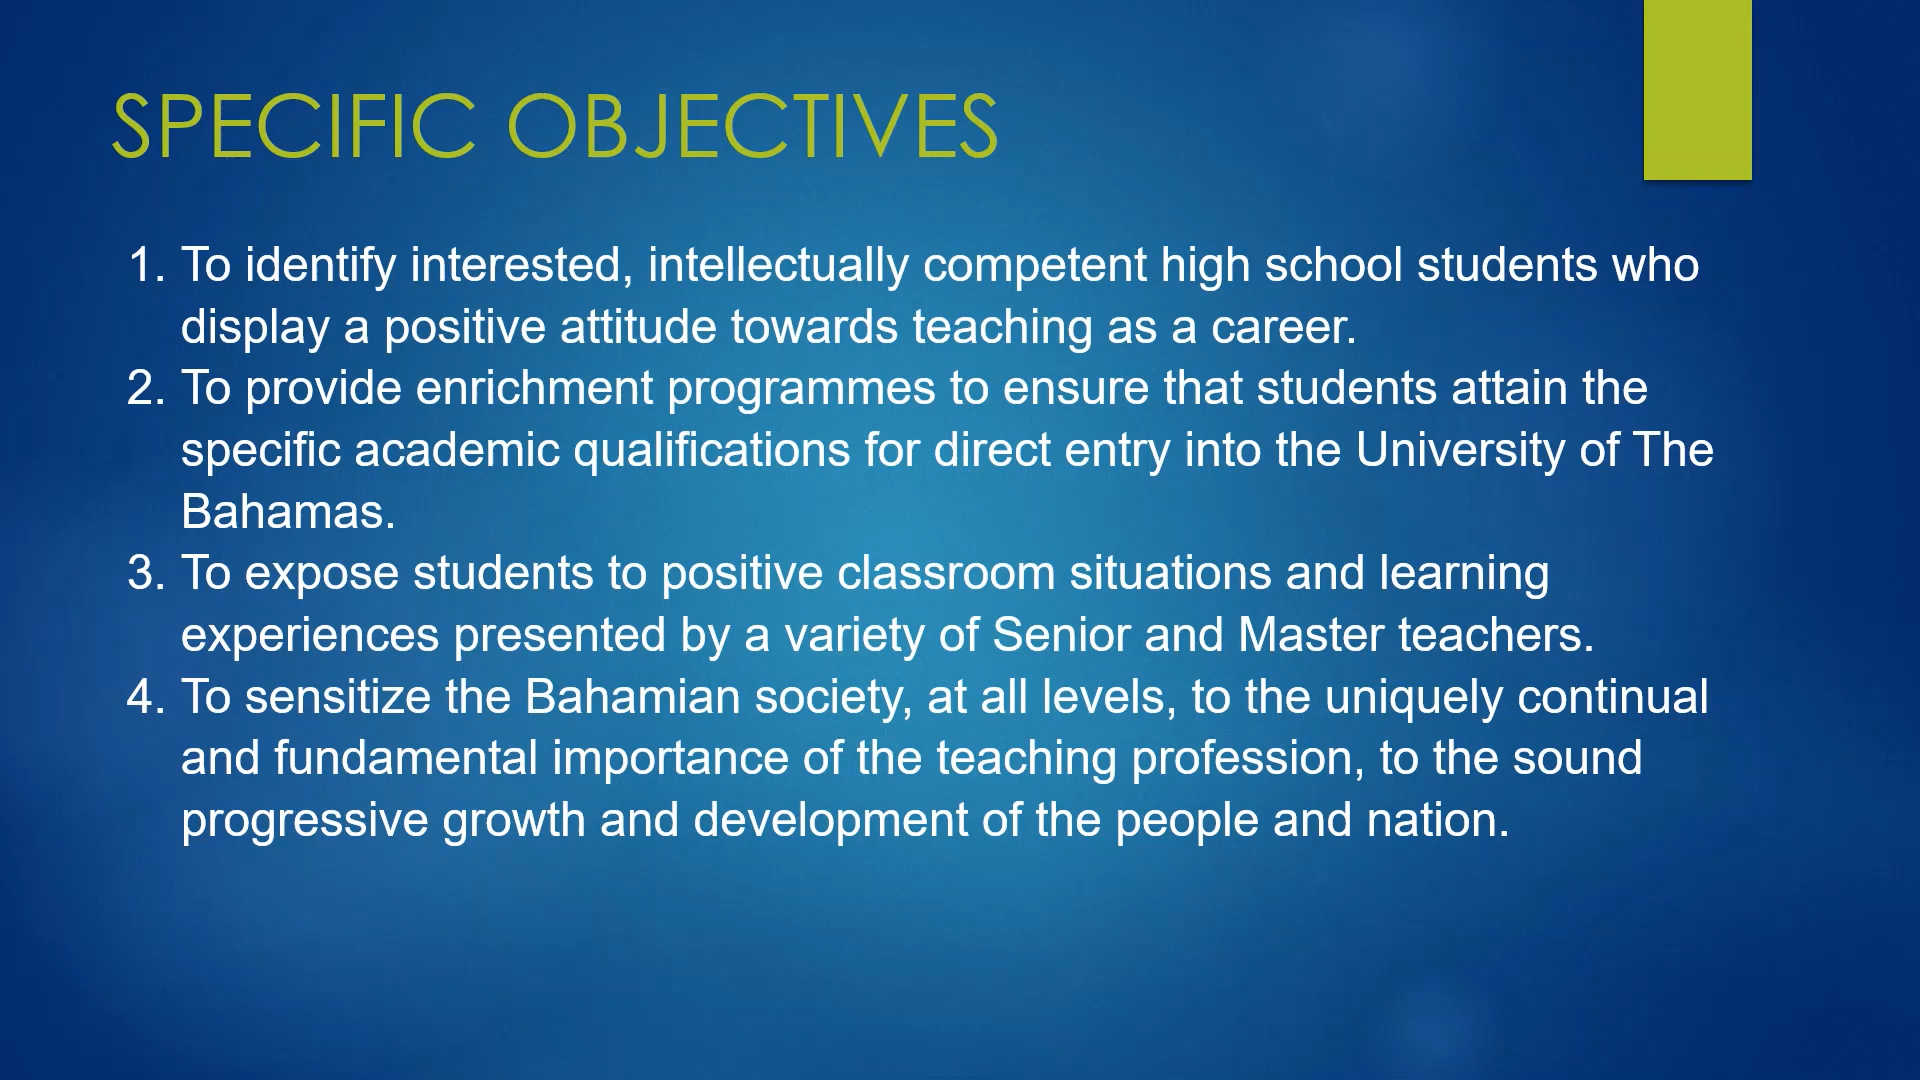 SPECIFIC OBJECTIVES
1. To identify interested, intellectually competent high school students who
display a positive attitude towards teaching as a career.
2. To provide enrichment programmes to ensure that students attain the
specific academic qualifications for direct entry into the University of The
Bahamas.
3. To expose students to positive classroom situations and learning
experiences presented by a variety of Senior and Master teachers.
4. To sensitize the Bahamian society, at all levels, to the uniquely continual
and fundamental importance of the teaching profession, to the sound
progressive growth and development of the people and nation.